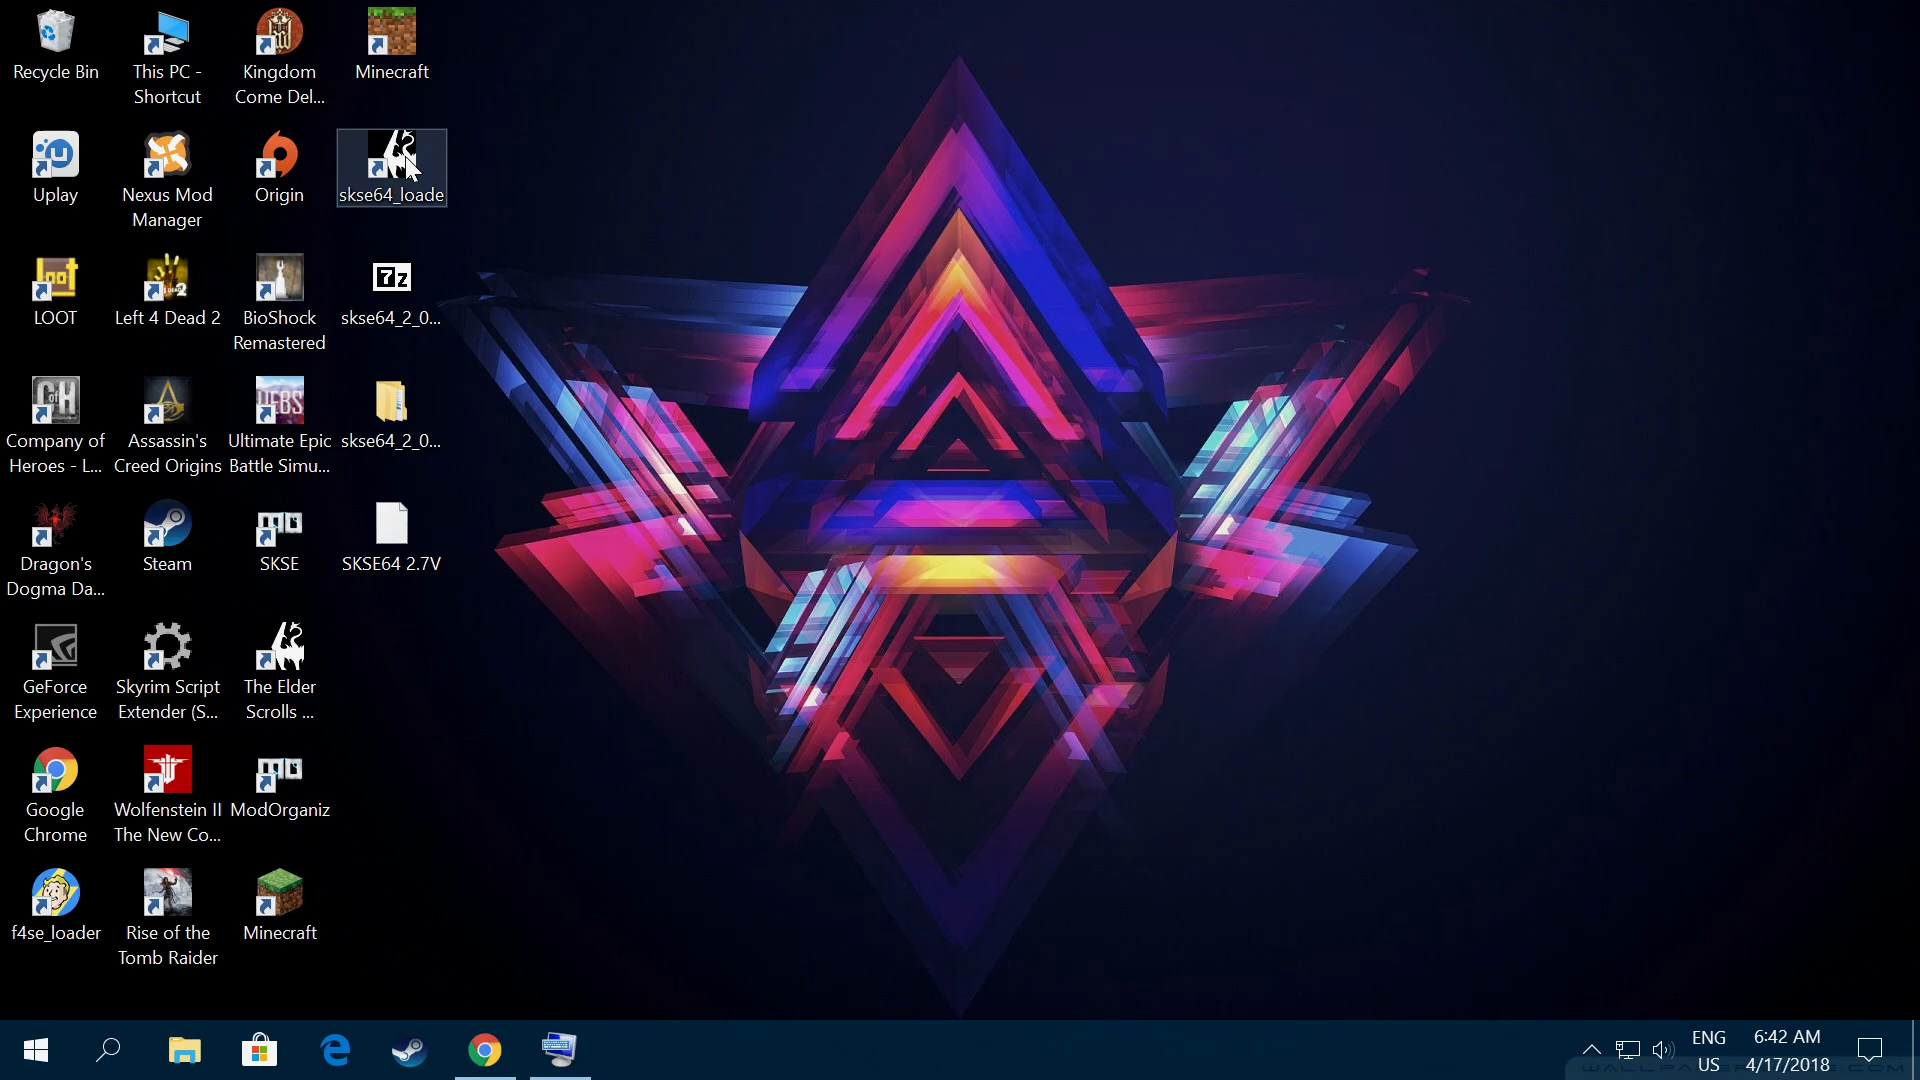 Recycle Bin
This PC -
Shortcut
Kingdom
Come Del...
Minecraft
Uplay
Nexus Mod
Manager
Origin
skse64_loade
LOOT
Left 4 Dead 2
BioShock
Remastered
7z
skse64_2_0...
Company of
Heroes - L...
Assassin's
Creed Origins
UEBS
Ultimate Epic
Battle Simu...
skse64_2_0...
Dragon's
Dogma Da...
Steam
SKSE
SKSE64 2.7V
GeForce
Experience
Skyrim Script
Extender (S...
The Elder
Scrolls ...
Google
Chrome
Wolfenstein II
The New Co...
ModOrganiz
f4se_loader
Rise of the
Tomb Raider
Minecraft
ENG
US
6:42 AM
4/17/2018